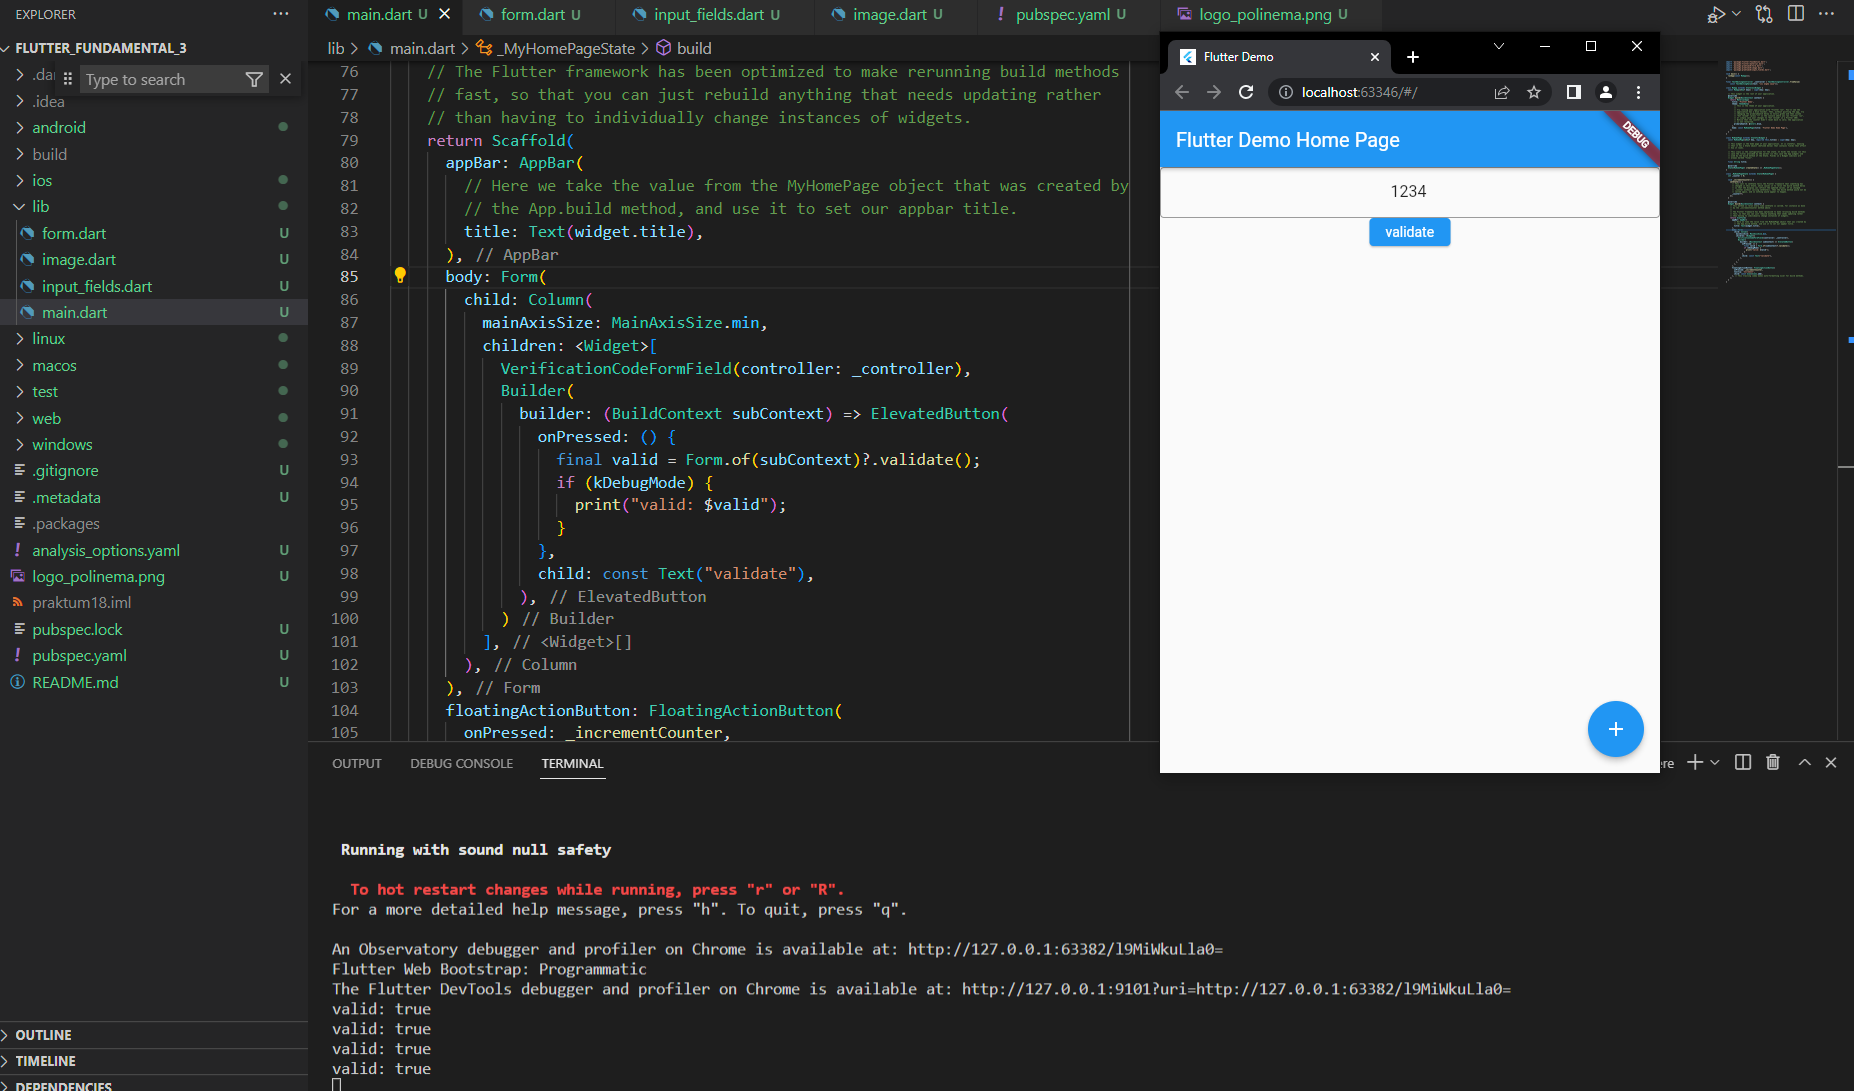 EXPLORER
FLUTTER_FUNDAMENTAL_3
Type to search
.idea
android
build
ios
lib
form.dart U
image.dart U
input_fields.dart U
main.dart U
linux
macos
test
web
windows
.gitignore U
.metadata U
.packages
analysis_options.yaml U
logo_polinema.png U
praktum18.iml
pubspec.lock U
pubspec.yaml U
README.md U
OUTLINE
TIMELINE
DEPENDENCIES
main.dart U form.dart U input_fields.dart U image.dart U pubspec.yaml U logo_polinema.png U
lib > main.dart > _MyHomePageState > build
76 // The Flutter framework has been optimized to make rerunning build methods
77 // fast, so that you can just rebuild anything that needs updating rather
78 // than having to individually change instances of widgets.
79 return Scaffold(
80 appBar: AppBar(
81 // Here we take the value from the MyHomePage object that was created by
82 // the App.build method, and use it to set our appbar title.
83 title: Text(widget.title),
84 ), // AppBar
85 body: Form(
86 child: Column(
87 mainAxisSize: MainAxisSize.min,
88 children: <Widget>[
89 VerificationCodeFormField(controller: _controller),
90 Builder(
91 builder: (BuildContext subContext) => ElevatedButton(
92 onPressed: () {
93 final valid = Form.of(subContext)?.validate();
94 if (kDebugMode) {
95 print("valid: $valid");
96 }
97 },
98 child: const Text("validate"),
99 ), // ElevatedButton
100 ) // Builder
101 ], // <Widget>[]
102 ), // Column
103 ), // Form
104 floatingActionButton: FloatingActionButton(
105 onPressed: _incrementCounter,
Flutter Demo
localhost:63346/#/
Flutter Demo Home Page
DEBUG
1234
validate
OUTPUT DEBUG CONSOLE TERMINAL
Running with sound null safety
To hot restart changes while running, press "r" or "R".
For a more detailed help message, press "h". To quit, press "q".
An Observatory debugger and profiler on Chrome is available at: http://127.0.0.1:63382/l9MiWkuLla0=
Flutter Web Bootstrap: Programmatic
The Flutter DevTools debugger and profiler on Chrome is available at: http://127.0.0.1:9101?uri=http://127.0.0.1:63382/l9MiWkuLla0=
valid: true
valid: true
valid: true
valid: true